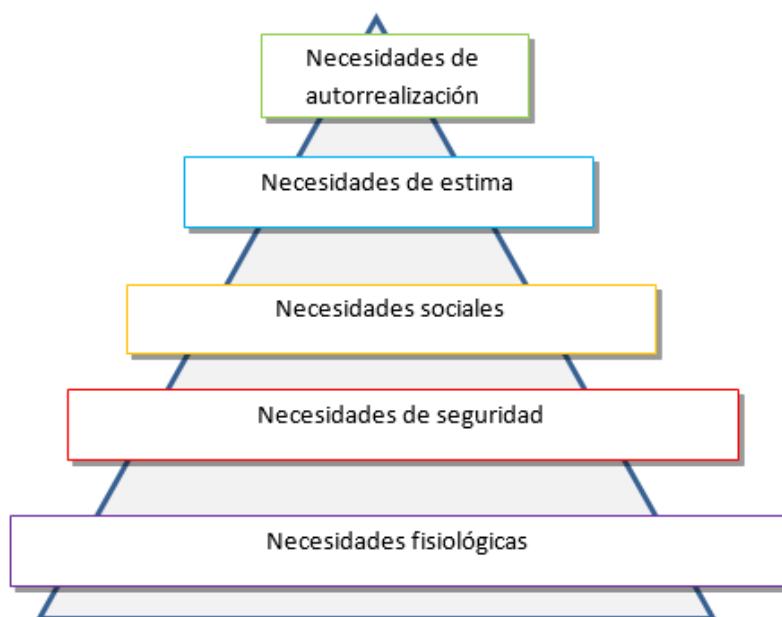 Necesidades de
autorrealización
Necesidades de estima
Necesidades sociales
Necesidades de seguridad
Necesidades fisiológicas